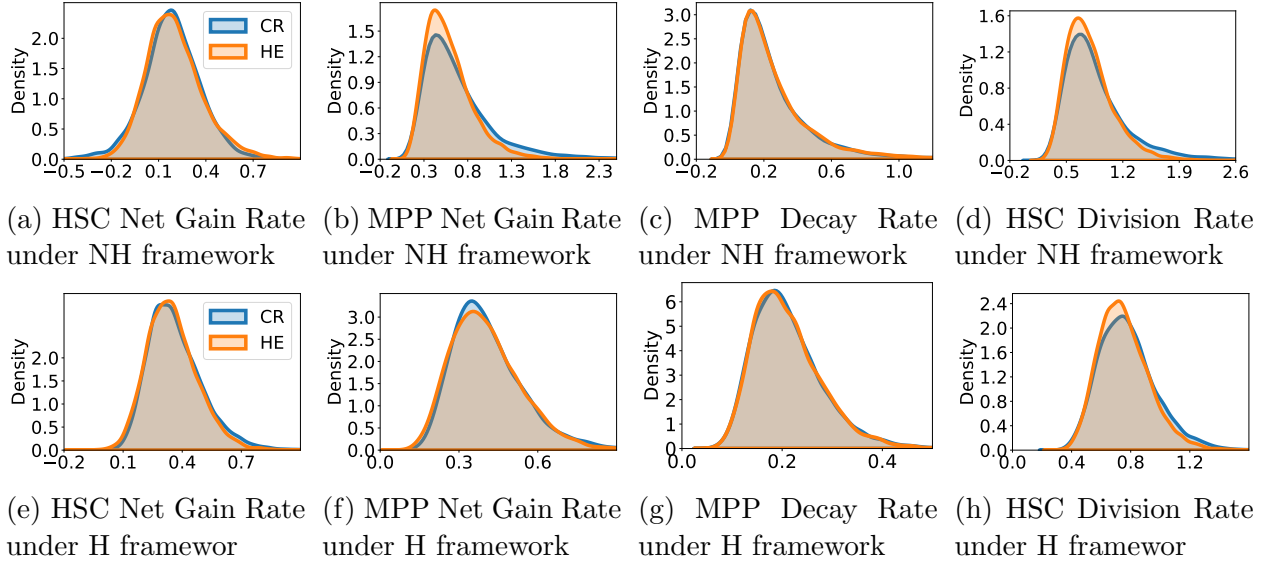 Density
2.0
1.5
1.0
0.5
0.0
−0.5 −0.2 0.1 0.4 0.7
CR
HE
1.5
1.2
0.9
0.6
0.3
0.0
0.3 0.8 1.3 1.8 2.3
Density
3.0
2.5
2.0
1.5
1.0
0.5
0.0
−0.2 0.2 0.6 1.0
Density
1.6
1.2
0.8
0.4
0.0
−0.2 0.5 1.2 1.9 2.6
Density
(a) HSC Net Gain Rate
under NH framework
(b) MPP Net Gain Rate
under NH framework
(c) MPP Decay Rate
under NH framework
(d) HSC Division Rate
under NH framework
Density
2.0
1.5
1.0
0.5
0.0
−0.2 0.1 0.4 0.7
CR
HE
3.0
2.5
2.0
1.5
1.0
0.5
0.0
0.0 0.3 0.6
Density
6
5
4
3
2
1
0
0.0 0.2 0.4
Density
2.4
2.0
1.6
1.2
0.8
0.4
0.0
0.0 0.4 0.8 1.2
Density
(e) HSC Net Gain Rate
under H framewor
(f) MPP Net Gain Rate
under H framework
(g) MPP Decay Rate
under H framework
(h) HSC Division Rate
under H framewor